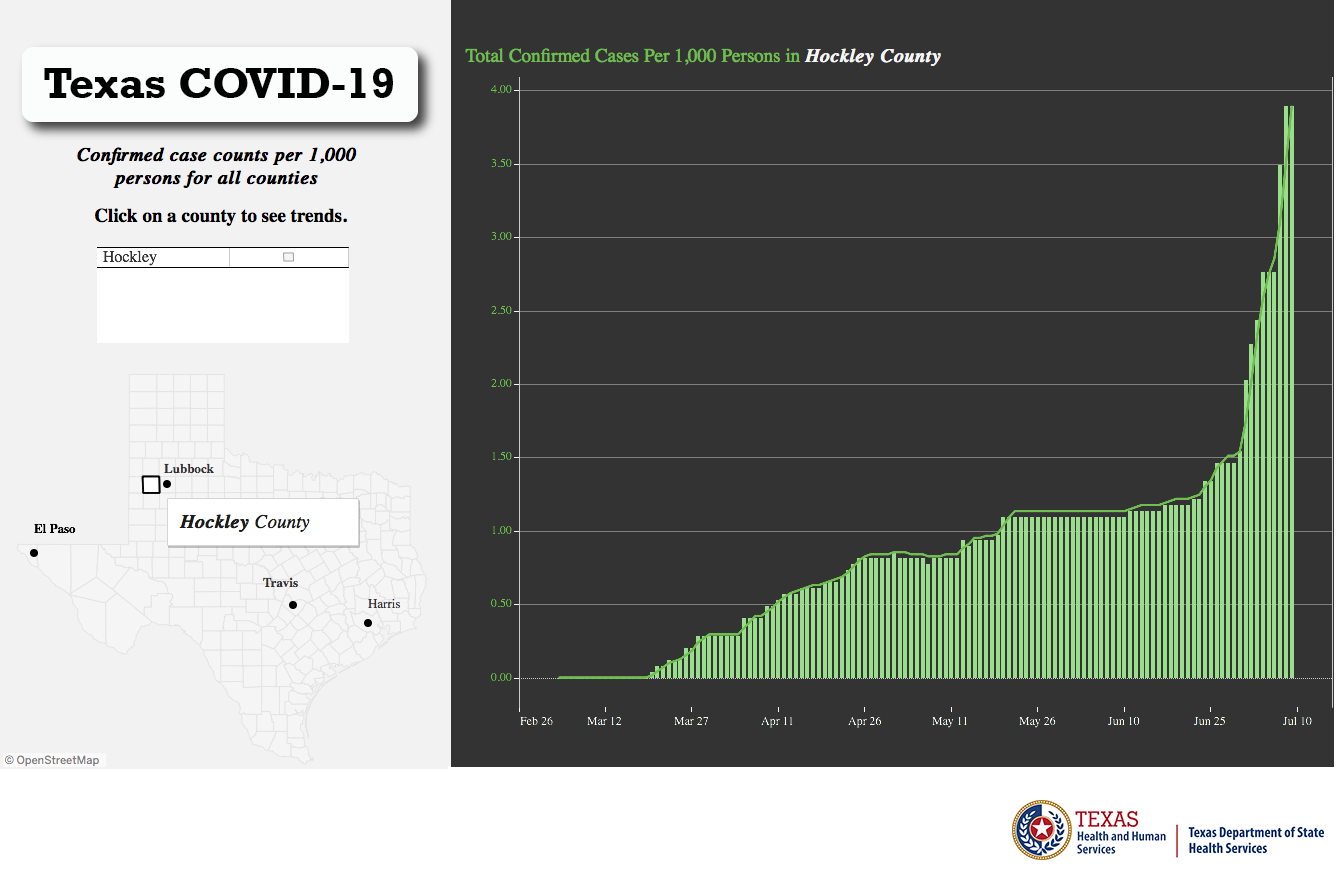 Texas COVID-19
Confirmed case counts per 1,000
persons for all counties
Click on a county to see trends.
Hockley
Lubbock
Hockley County
El Paso
Travis
Harris
© OpenStreetMap
Total Confirmed Cases Per 1,000 Persons in Hockley County
4.00
3.50
3.00
2.50
2.00
1.50
1.00
0.50
0.00
Feb 26 Mar 12 Mar 27 Apr 11 Apr 26 May 11 May 26 Jun 10 Jun 25 Jul 10
TEXAS
Health and Human
Services
Texas Department of State
Health Services